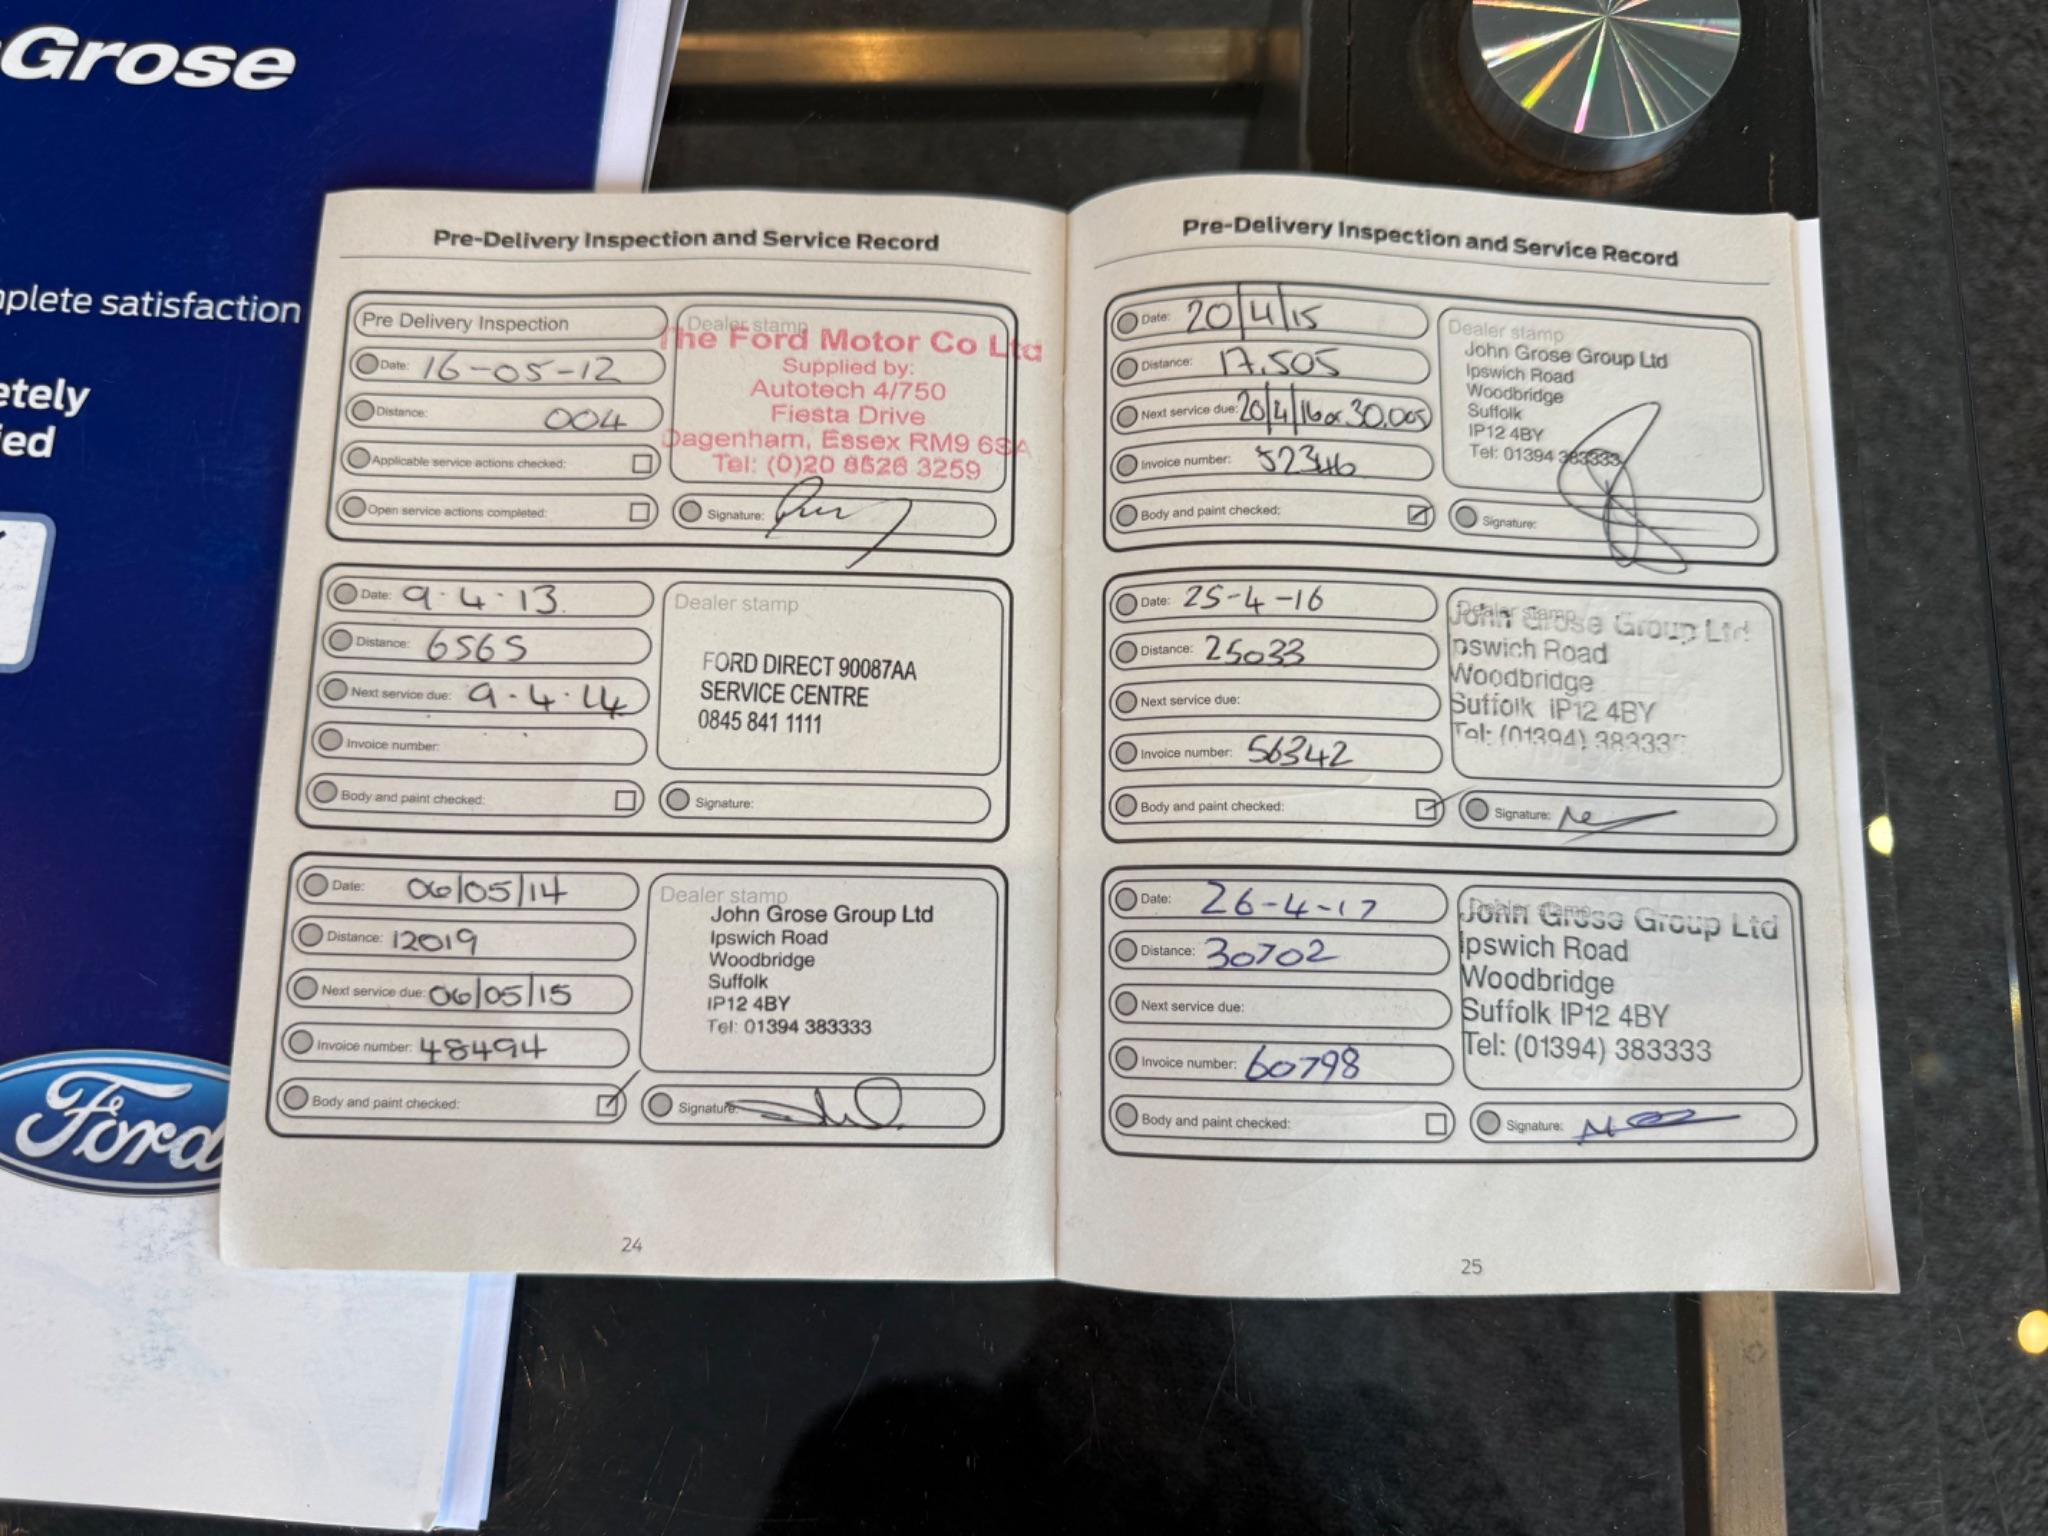 Grose
plete satisfaction
etely
ied
Ford
Pre-Delivery Inspection and Service Record
Pre Delivery Inspection
Date: 16-05-12
Distance: 004
Applicable service actions checked:
Open service actions completed:
Dealer stamp
The Ford Motor Co Ltd
Supplied by:
Autotech 4/750
Fiesta Drive
Dagenham, Essex RM9 6SA
Tel: (0)20 8526 3259
Signature:
Date: 9.4.13.
Distance: 6565
Next service due: 9.4.14
Invoice number:
Body and paint checked:
Dealer stamp
FORD DIRECT 90087AA
SERVICE CENTRE
0845 841 1111
Signature:
Date: 06/05/14
Distance: 12019
Next service due: 06/05/15
Invoice number: 48494
Body and paint checked:
Dealer stamp
John Grose Group Ltd
Ipswich Road
Woodbridge
Suffolk
IP12 4BY
Tel: 01394 383333
Signature:
24
Pre-Delivery Inspection and Service Record
Date: 20/4/15
Distance: 17,505
Next service due: 20/4/16 or 30,005
Invoice number: 52346
Body and paint checked:
Dealer stamp
John Grose Group Ltd
Ipswich Road
Woodbridge
Suffolk
IP12 4BY
Tel: 01394 383333
Signature:
Date: 25-4-16
Distance: 25033
Next service due:
Invoice number: 56342
Body and paint checked:
Dealer stamp
John Grose Group Ltd
pswich Road
Woodbridge
Suffolk IP12 4BY
Tel: (01394) 38333
Signature:
Date: 26-4-17
Distance: 30702
Next service due:
Invoice number: 60798
Body and paint checked:
Dealer stamp
John Grose Group Ltd
Ipswich Road
Woodbridge
Suffolk IP12 4BY
Tel: (01394) 383333
Signature:
25